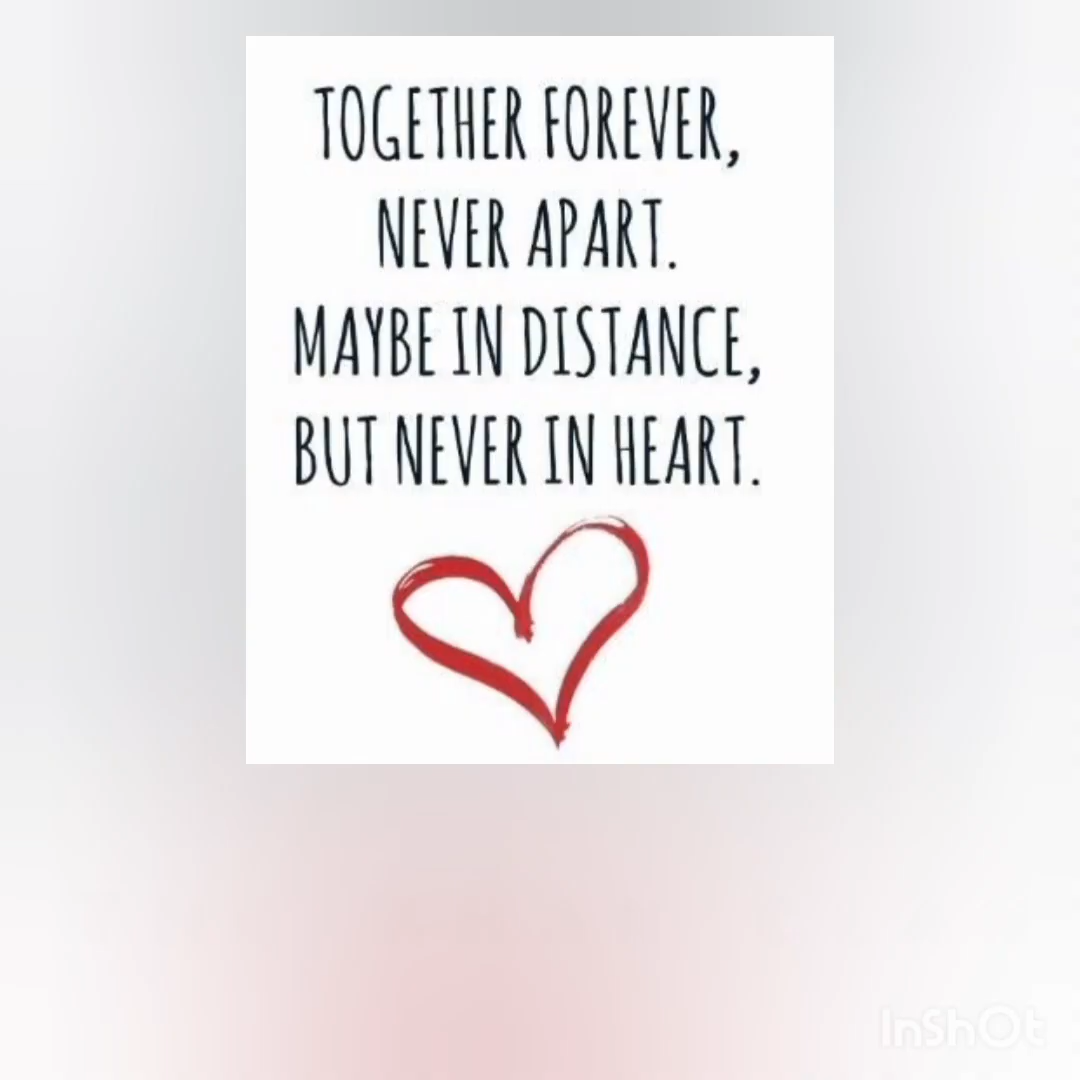 TOGETHER FOREVER,
NEVER APART.
MAYBE IN DISTANCE,
BUT NEVER IN HEART.
InShOt